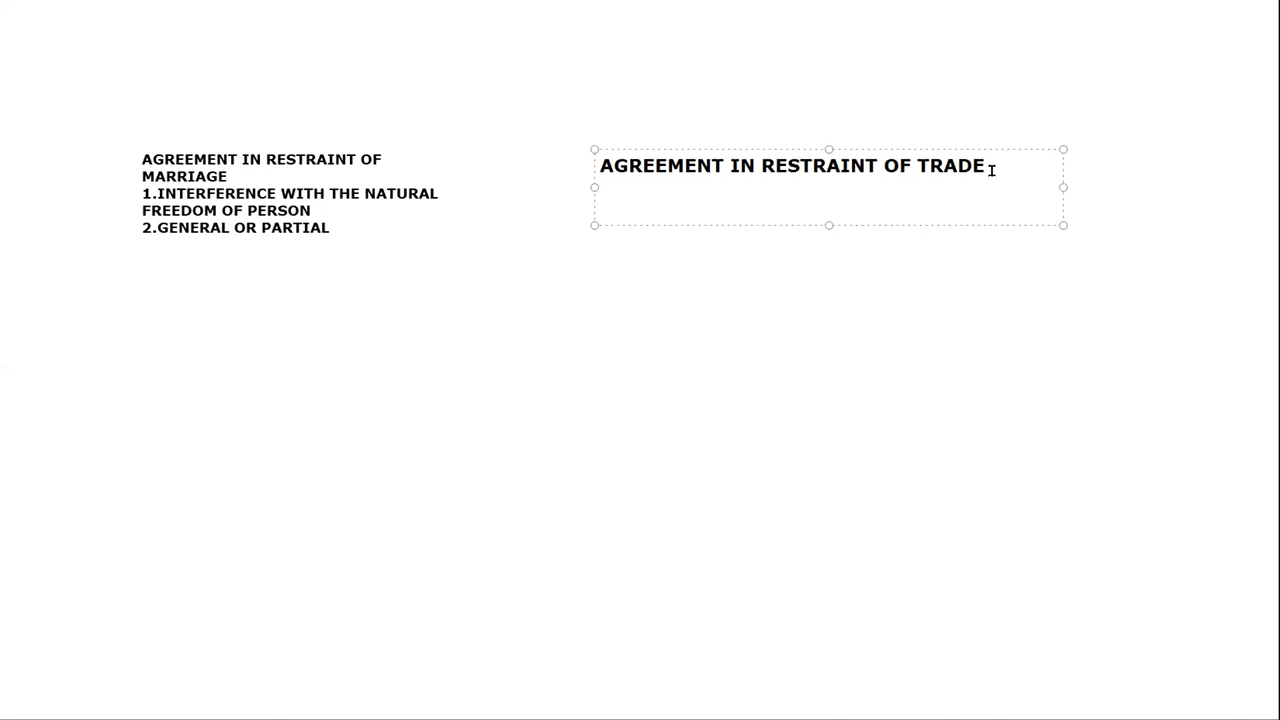 AGREEMENT IN RESTRAINT OF
MARRIAGE
1.INTERFERENCE WITH THE NATURAL
FREEDOM OF PERSON
2.GENERAL OR PARTIAL
AGREEMENT IN RESTRAINT OF TRADE